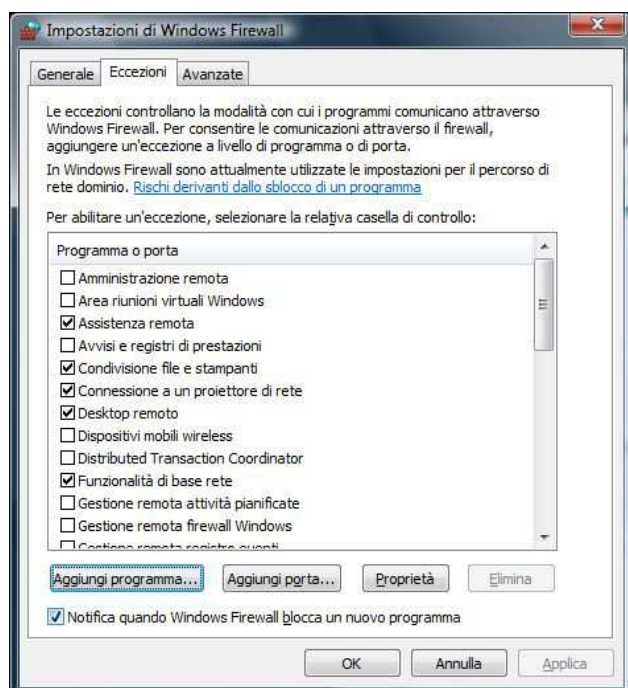 Impostazioni di Windows Firewall
Generale Eccezioni Avanzate
Le eccezioni controllano la modalità con cui i programmi comunicano attraverso
Windows Firewall. Per consentire le comunicazioni attraverso il firewall,
aggiungere un'eccezione a livello di programma o di porta.
In Windows Firewall sono attualmente utilizzate le impostazioni per il percorso di
rete dominio. Rischi derivanti dallo sblocco di un programma
Per abilitare un'eccezione, selezionare la relativa casella di controllo:
Programma o porta
Amministrazione remota
Area riunioni virtuali Windows
Assistenza remota
Avvisi e registri di prestazioni
Condivisione file e stampanti
Connessione a un proiettore di rete
Desktop remoto
Dispositivi mobili wireless
Distributed Transaction Coordinator
Funzionalità di base rete
Gestione remota attività pianificate
Gestione remota firewall Windows
Gestione remota registro eventi
Aggiungi programma... Aggiungi porta... Proprietà Elimina
Notifica quando Windows Firewall blocca un nuovo programma
OK Annulla Applica